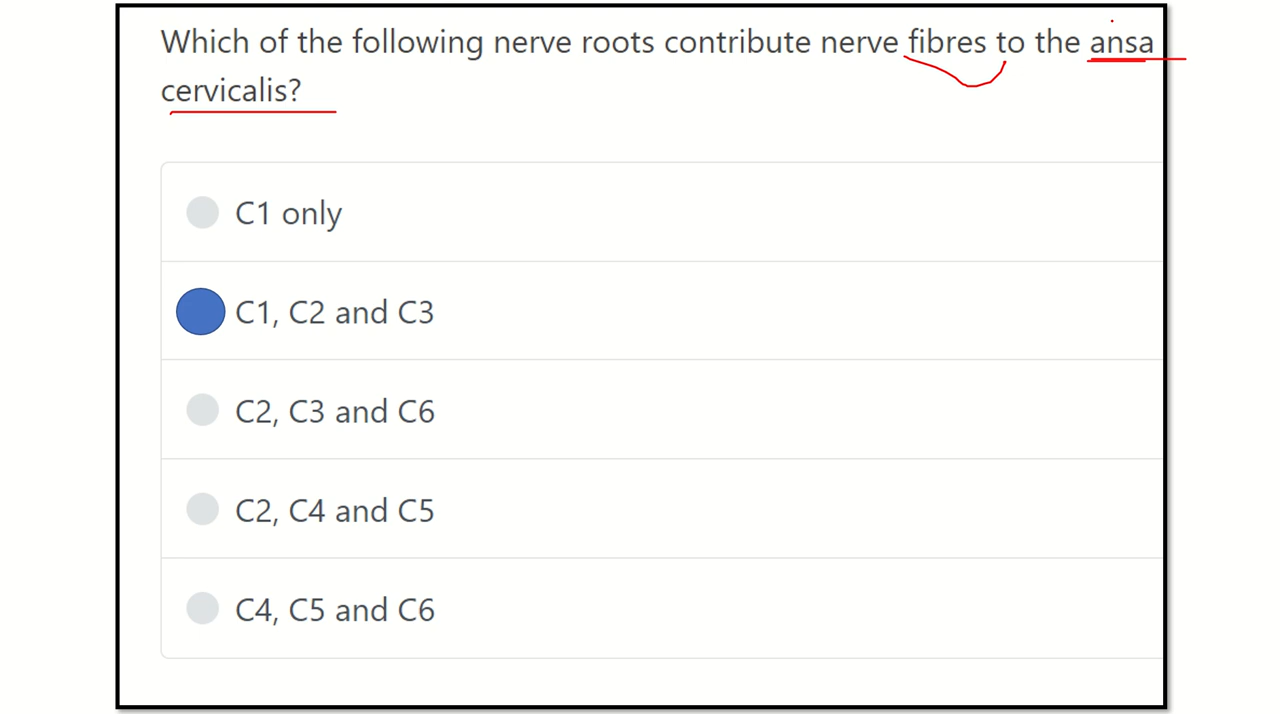 Which of the following nerve roots contribute nerve fibres to the ansa
cervicalis?
C1 only
C1, C2 and C3
C2, C3 and C6
C2, C4 and C5
C4, C5 and C6